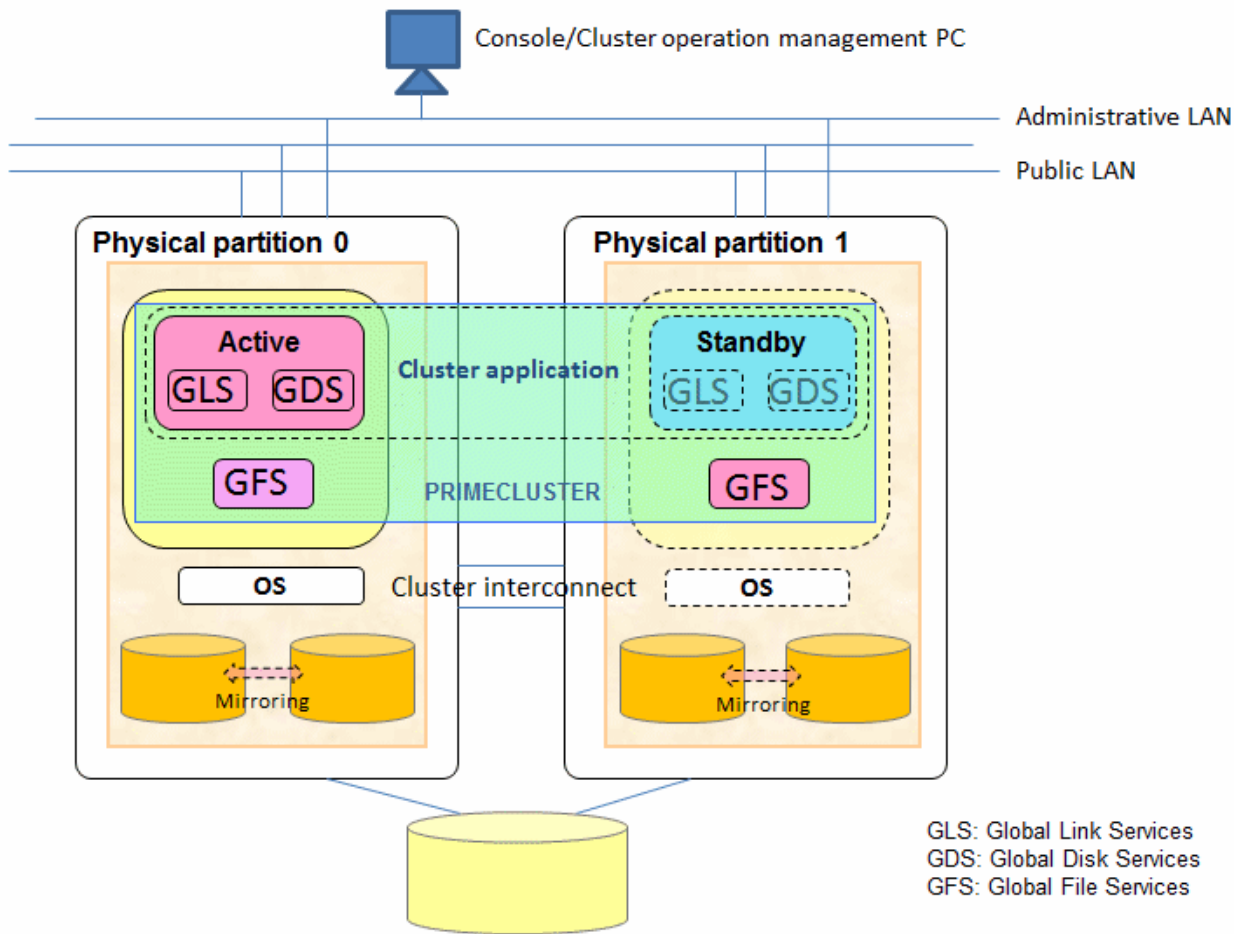 Console/Cluster operation management PC
Administrative LAN
Public LAN
Physical partition 0
Physical partition 1
Active
GLS
GDS
Cluster application
Standby
GLS
GDS
GFS
PRIMECLUSTER
GFS
OS
Cluster interconnect
OS
Mirroring
Mirroring
GLS: Global Link Services
GDS: Global Disk Services
GFS: Global File Services